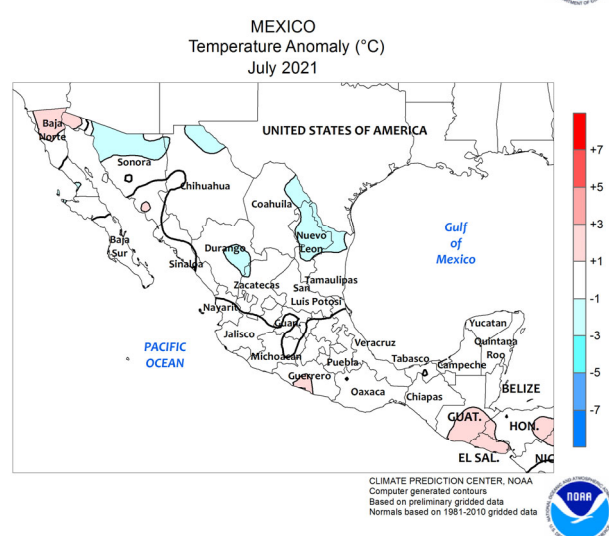 MEXICO
Temperature Anomaly (°C)
July 2021
UNITED STATES OF AMERICA
Baja
Norte
Sonora
Chihuahua
Coahuila
Nuevo
Leon
Baja
Sur
Sinaloa
Durango
Zacatecas
San
Luis Potosi
Tamaulipas
Gulf
of
Mexico
Nayarit
Guan.
Jalisco
Michoacan
Veracruz
Puebla
Guerrero
Oaxaca
Tabasco
Chiapas
Campeche
Yucatan
Quintana
Roo
BELIZE
GUAT.
HON.
EL SAL.
NIC
PACIFIC
OCEAN
+7
+5
+3
+1
-1
-3
-5
-7
CLIMATE PREDICTION CENTER, NOAA
Computer generated contours
Based on preliminary gridded data
Normals based on 1981-2010 gridded data
NOAA